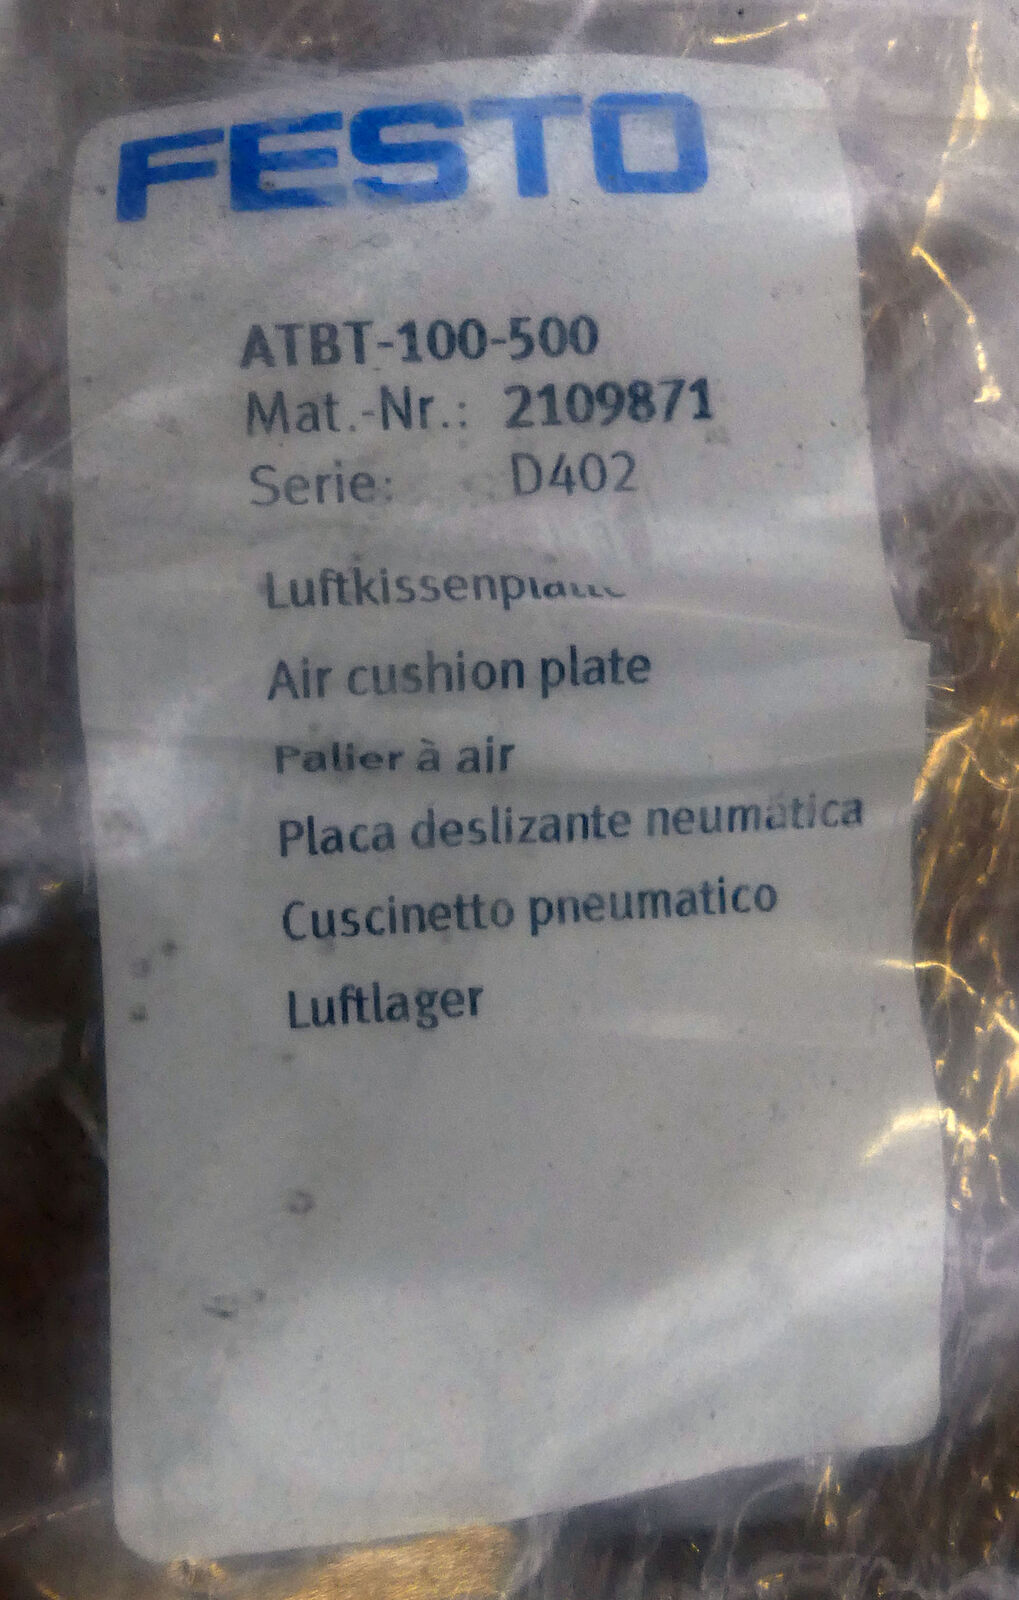 FESTO
ATBT-100-500
Mat.-Nr.: 2109871
Serie: D402
Air cushion plate
Palier à air
Placa deslizante neumática
Cuscinetto pneumatico
Luftlager